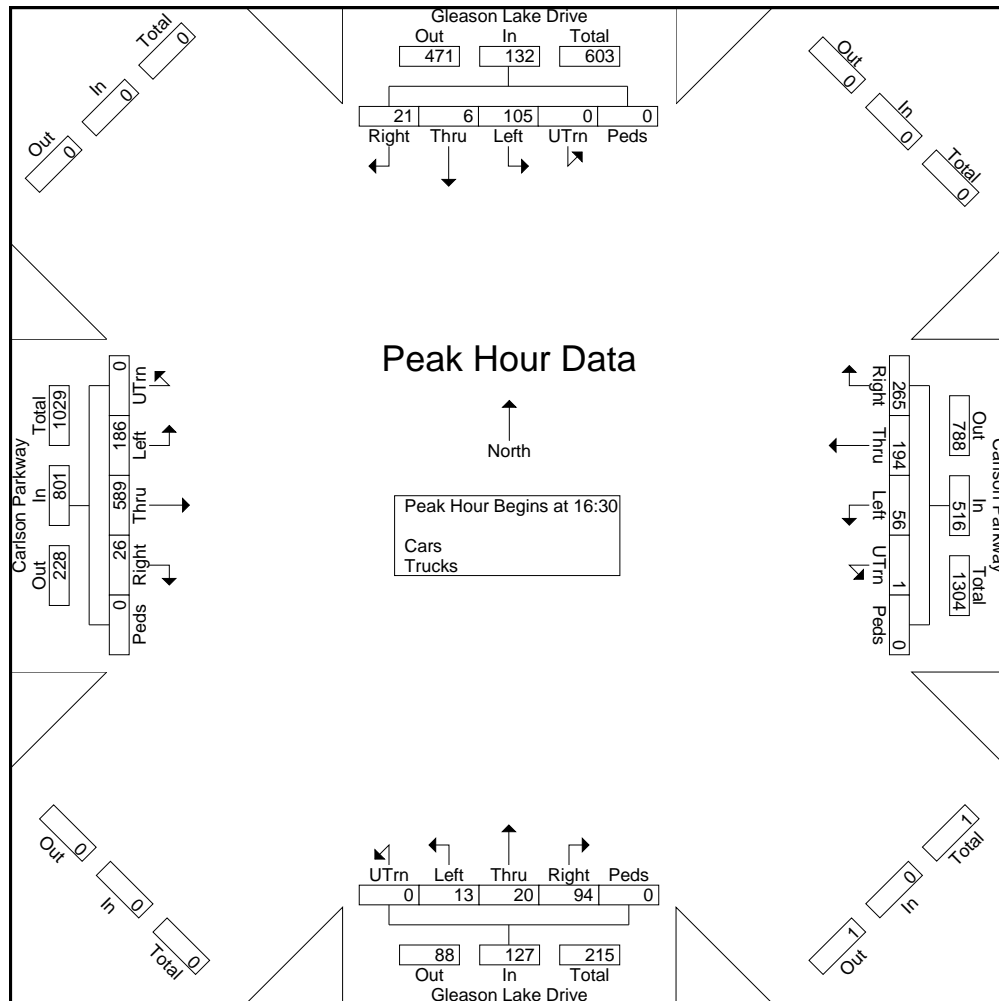 Gleason Lake Drive
Out In Total
471 132 603
21 6 105 0 0
Right Thru Left UTrn Peds
Total 0
In 0
Out 0
Out 0
In 0
Total 0
Carlson Parkway
Total In Out
1029 801 228
0 186 589 26 0
UTrn Left Thru Right Peds
Peak Hour Data
North
Peak Hour Begins at 16:30
Cars
Trucks
Right Thru Left UTrn Peds
265 194 56 1 0
Out In Total
788 516 1304
Carlson Parkway
Out 0
In 0
Total 0
1 Total
0 In
1 Out
UTrn Left Thru Right Peds
0 13 20 94 0
88 127 215
Out In Total
Gleason Lake Drive